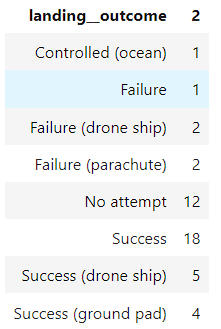 landing__outcome 2
Controlled (ocean) 1
Failure 1
Failure (drone ship) 2
Failure (parachute) 2
No attempt 12
Success 18
Success (drone ship) 5
Success (ground pad) 4